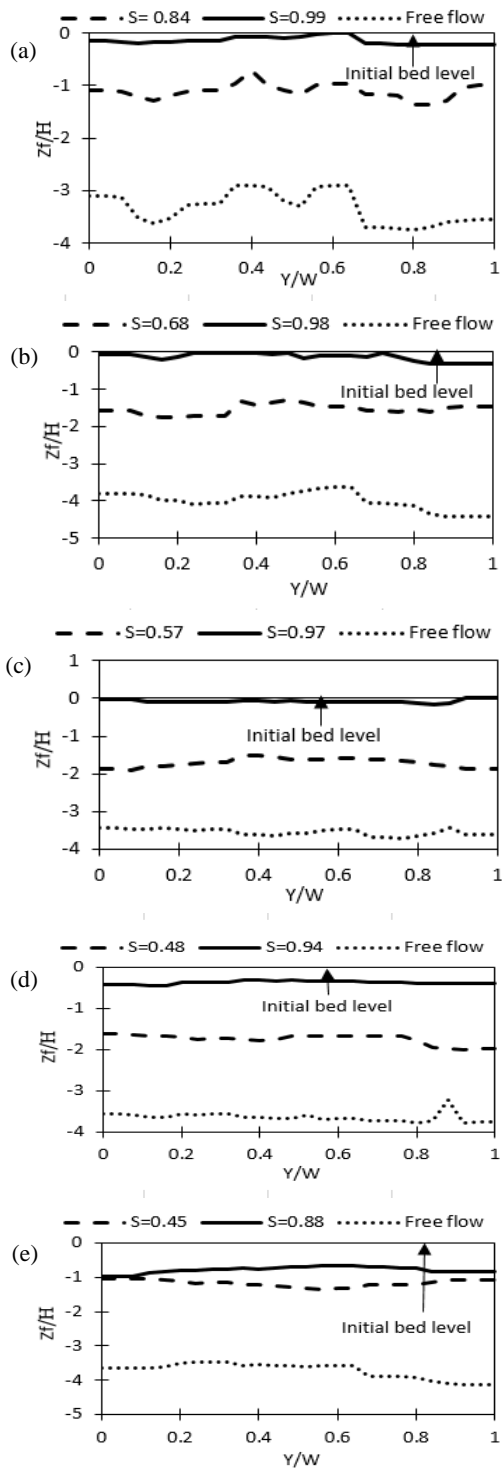 S= 0.84 S=0.99 Free flow
(a)
0
-1
-2
-3
-4
Zf/H
Initial bed level
0 0.2 0.4 0.6 0.8 1
Y/W
S=0.68 S=0.98 Free flow
(b)
0
-1
-2
-3
-4
-5
Zf/H
Initial bed level
0 0.2 0.4 0.6 0.8 1
Y/W
S=0.57 S=0.97 Free flow
(c)
1
0
-1
-2
-3
-4
Zf/H
Initial bed level
0 0.2 0.4 0.6 0.8 1
Y/W
S=0.48 S=0.94 Free flow
(d)
0
-1
-2
-3
-4
Zf/H
Initial bed level
0 0.2 0.4 0.6 0.8 1
Y/W
S=0.45 S=0.88 Free flow
(e)
0
-1
-2
-3
-4
-5
Zf/H
Initial bed level
0 0.2 0.4 0.6 0.8 1
Y/W